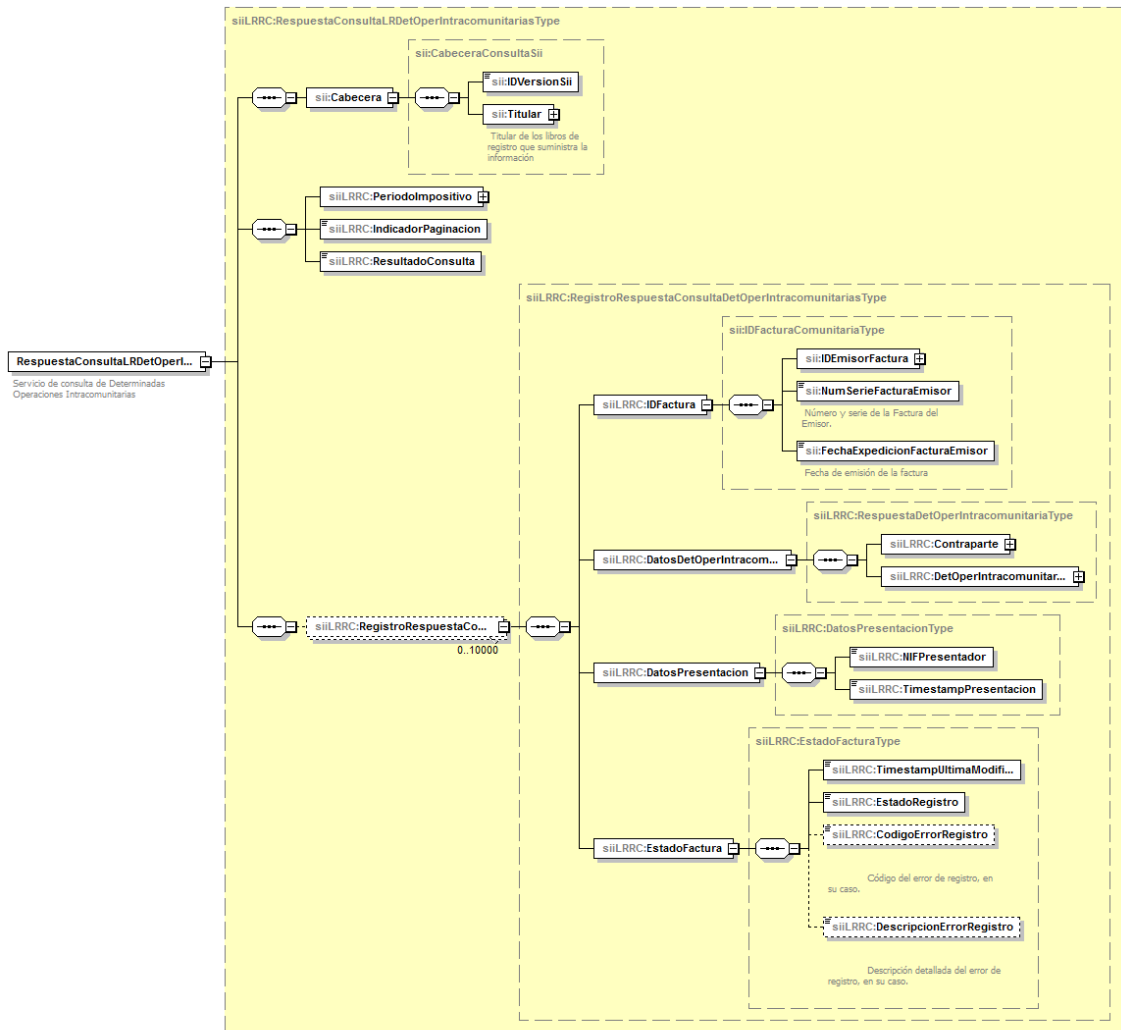 siiLRRC:RespuestaConsultaLRDetOperIntracomunitariasType
sii:CabeceraConsultaSii
sii:IDVersionSii
sii:Cabecera
sii:Titular
Titular de los libros de
registro que suministra la
información
siiLRRC:PeriodoImpositivo
siiLRRC:IndicadorPaginacion
siiLRRC:ResultadoConsulta
siiLRRC:RegistroRespuestaConsultaDetOperIntracomunitariasType
sii:IDFacturaComunitariaType
RespuestaConsultaLRDetOperI...
Servicio de consulta de Determinadas
Operaciones Intracomunitarias
sii:IDEmisorFactura
siiLRRC:IDFactura
sii:NumSerieFacturaEmisor
Número y serie de la Factura del
Emisor.
sii:FechaExpedicionFacturaEmisor
Fecha de emisión de la factura
siiLRRC:RespuestaDetOperIntracomunitariaType
siiLRRC:Contraparte
siiLRRC:DatosDetOperIntracom...
siiLRRC:DetOperIntracomunitar...
siiLRRC:RegistroRespuestaCo...
0..10000
siiLRRC:DatosPresentacionType
siiLRRC:NIFPresentador
siiLRRC:DatosPresentacion
siiLRRC:TimestampPresentacion
siiLRRC:EstadoFacturaType
siiLRRC:TimestampUltimaModifi...
siiLRRC:EstadoRegistro
siiLRRC:CodigoErrorRegistro
siiLRRC:EstadoFactura
Código del error de registro, en
su caso.
siiLRRC:DescripcionErrorRegistro
Descripción detallada del error de
registro, en su caso.